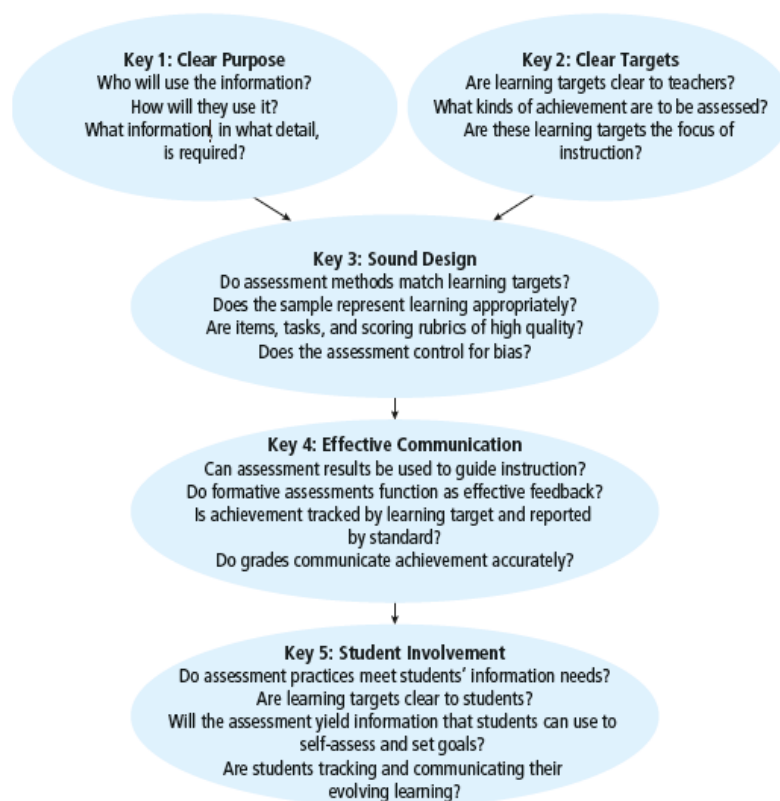 Key 1: Clear Purpose
Who will use the information?
How will they use it?
What information, in what detail,
is required?
Key 2: Clear Targets
Are learning targets clear to teachers?
What kinds of achievement are to be assessed?
Are these learning targets the focus of
instruction?
Key 3: Sound Design
Do assessment methods match learning targets?
Does the sample represent learning appropriately?
Are items, tasks, and scoring rubrics of high quality?
Does the assessment control for bias?
Key 4: Effective Communication
Can assessment results be used to guide instruction?
Do formative assessments function as effective feedback?
Is achievement tracked by learning target and reported
by standard?
Do grades communicate achievement accurately?
Key 5: Student Involvement
Do assessment practices meet students’ information needs?
Are learning targets clear to students?
Will the assessment yield information that students can use to
self-assess and set goals?
Are students tracking and communicating their
evolving learning?